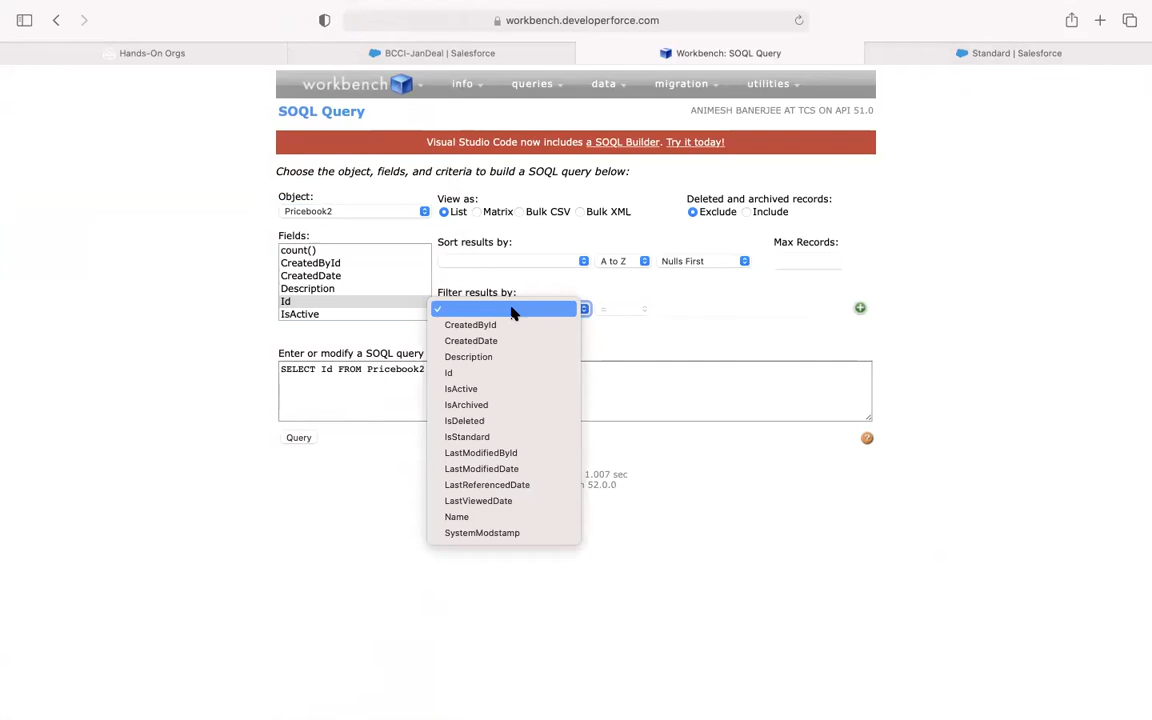 workbench.developerforce.com
Hands-On Orgs
BCCI-JanDeal | Salesforce
Workbench: SOQL Query
Standard | Salesforce
workbench info queries data migration utilities
SOQL Query
ANIMESH BANERJEE AT TCS ON API 51.0
Visual Studio Code now includes a SOQL Builder. Try it today!
Choose the object, fields, and criteria to build a SOQL query below:
Object:
View as:
Deleted and archived records:
Pricebook2
List Matrix Bulk CSV Bulk XML
Exclude Include
Fields:
Sort results by:
Max Records:
count()
CreatedById
CreatedDate
Description
Id
IsActive
A to Z
Nulls First
Filter results by:
=
CreatedById
CreatedDate
Description
Id
IsActive
IsArchived
IsDeleted
IsStandard
LastModifiedById
LastModifiedDate
LastReferencedDate
LastViewedDate
Name
SystemModstamp
Enter or modify a SOQL query
SELECT Id FROM Pricebook2
Query
1.007 sec
52.0.0